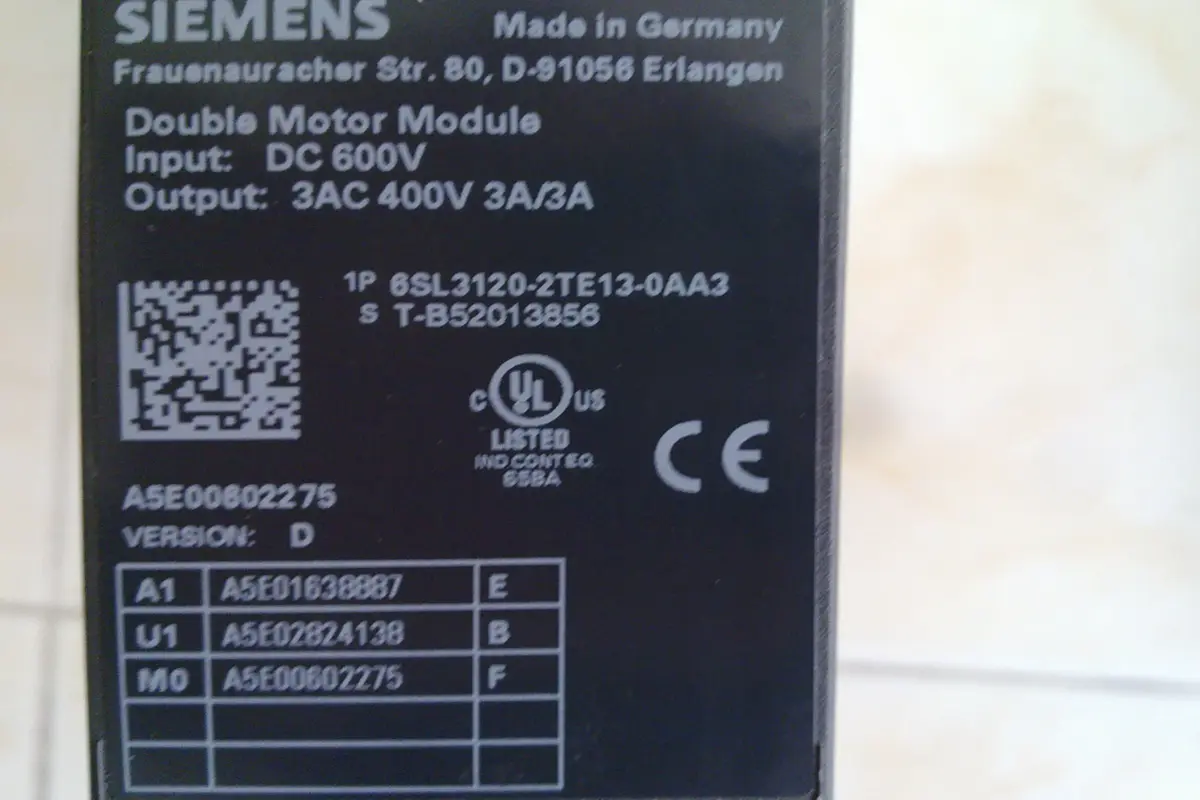 SIEMENS Made in Germany
Frauenauracher Str. 80, D-91056 Erlangen
Double Motor Module
Input: DC 600V
Output: 3AC 400V 3A/3A
1P 6SL3120-2TE13-0AA3
S T-B52013856
C UL US
LISTED
IND.CONT.EQ.
65BA
CE
A5E00602275
VERSION: D
A1 A5E01638887 E
U1 A5E02824138 B
M0 A5E00602275 F